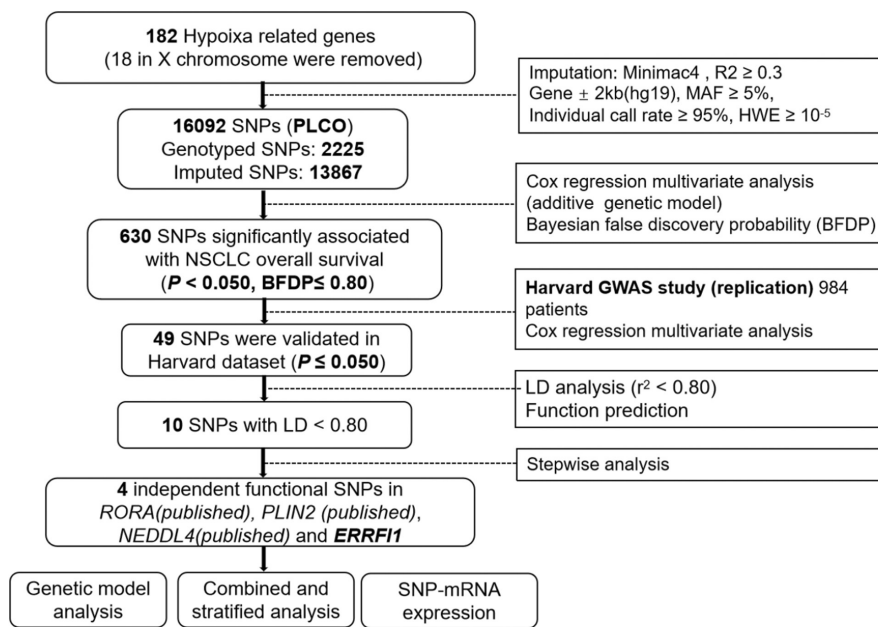 182 Hypoixa related genes
(18 in X chromosome were removed)
Imputation: Minimac4 , R2 ≥ 0.3
Gene ± 2kb(hg19), MAF ≥ 5%,
Individual call rate ≥ 95%, HWE ≥ 10⁻⁵
16092 SNPs (PLCO)
Genotyped SNPs: 2225
Imputed SNPs: 13867
Cox regression multivariate analysis
(additive genetic model)
Bayesian false discovery probability (BFDP)
630 SNPs significantly associated
with NSCLC overall survival
(P < 0.050, BFDP≤ 0.80)
Harvard GWAS study (replication) 984
patients
Cox regression multivariate analysis
49 SNPs were validated in
Harvard dataset (P ≤ 0.050)
LD analysis (r² < 0.80)
Function prediction
10 SNPs with LD < 0.80
Stepwise analysis
4 independent functional SNPs in
RORA(published), PLIN2 (published),
NEDDL4(published) and ERRFI1
Genetic model
analysis
Combined and
stratified analysis
SNP-mRNA
expression